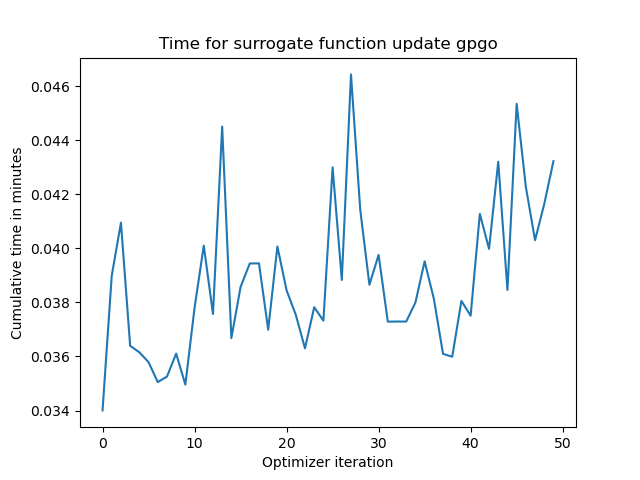 Time for surrogate function update gpgo
Cumulative time in minutes
0.046
0.044
0.042
0.040
0.038
0.036
0.034
0 10 20 30 40 50
Optimizer iteration